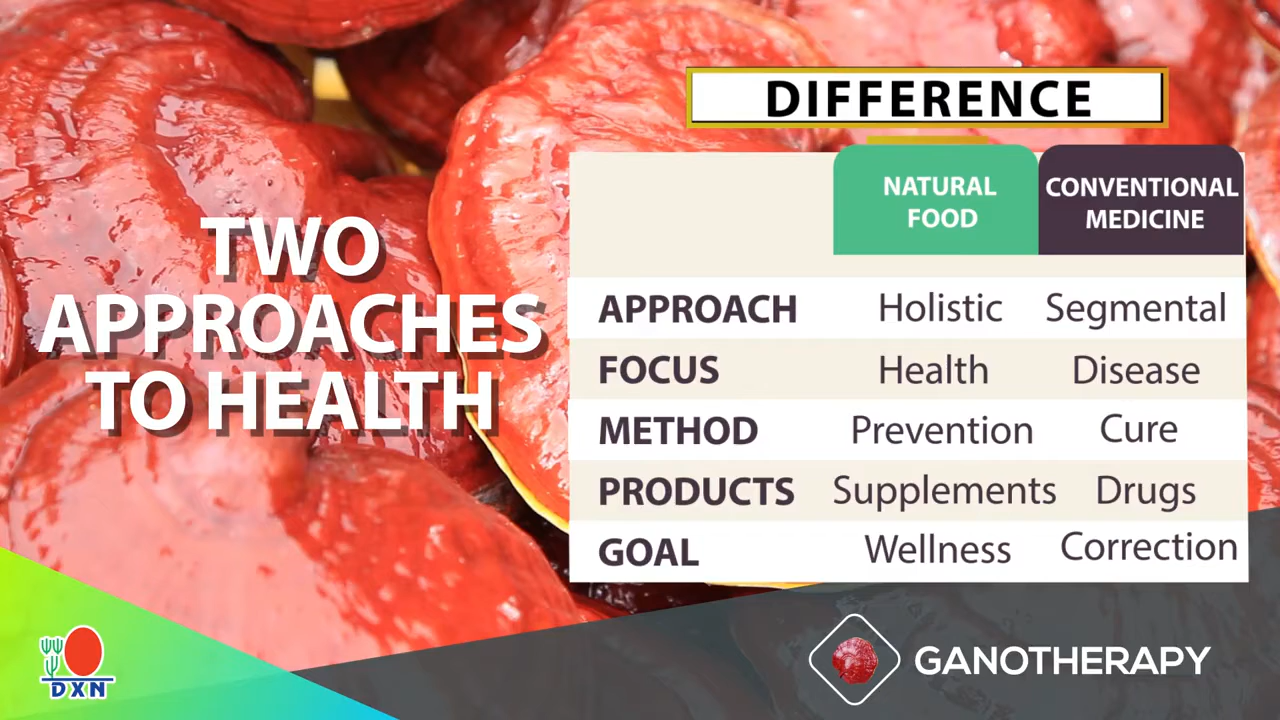 TWO
APPROACHES
TO HEALTH
DIFFERENCE
NATURAL
FOOD
CONVENTIONAL
MEDICINE
APPROACH Holistic Segmental
FOCUS Health Disease
METHOD Prevention Cure
PRODUCTS Supplements Drugs
GOAL Wellness Correction
DXN
GANOTHERAPY